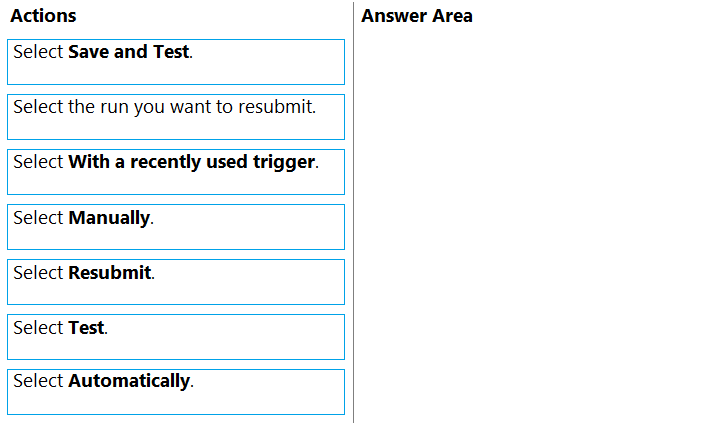 Actions
Answer Area
Select Save and Test.
Select the run you want to resubmit.
Select With a recently used trigger.
Select Manually.
Select Resubmit.
Select Test.
Select Automatically.